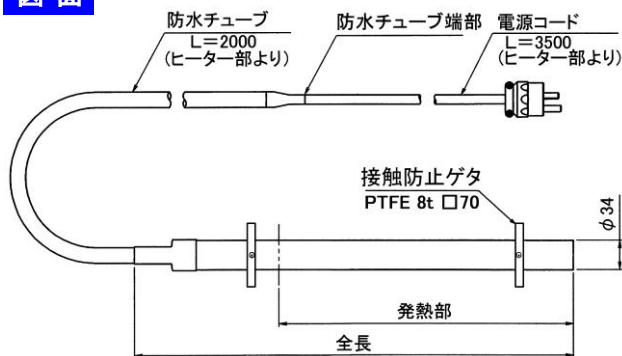 図面
防水チューブ
L=2000
(ヒーター部より)
防水チューブ端部
電源コード
L=3500
(ヒーター部より)
接触防止ゲタ
PTFE 8t □70
φ34
発熱部
全長